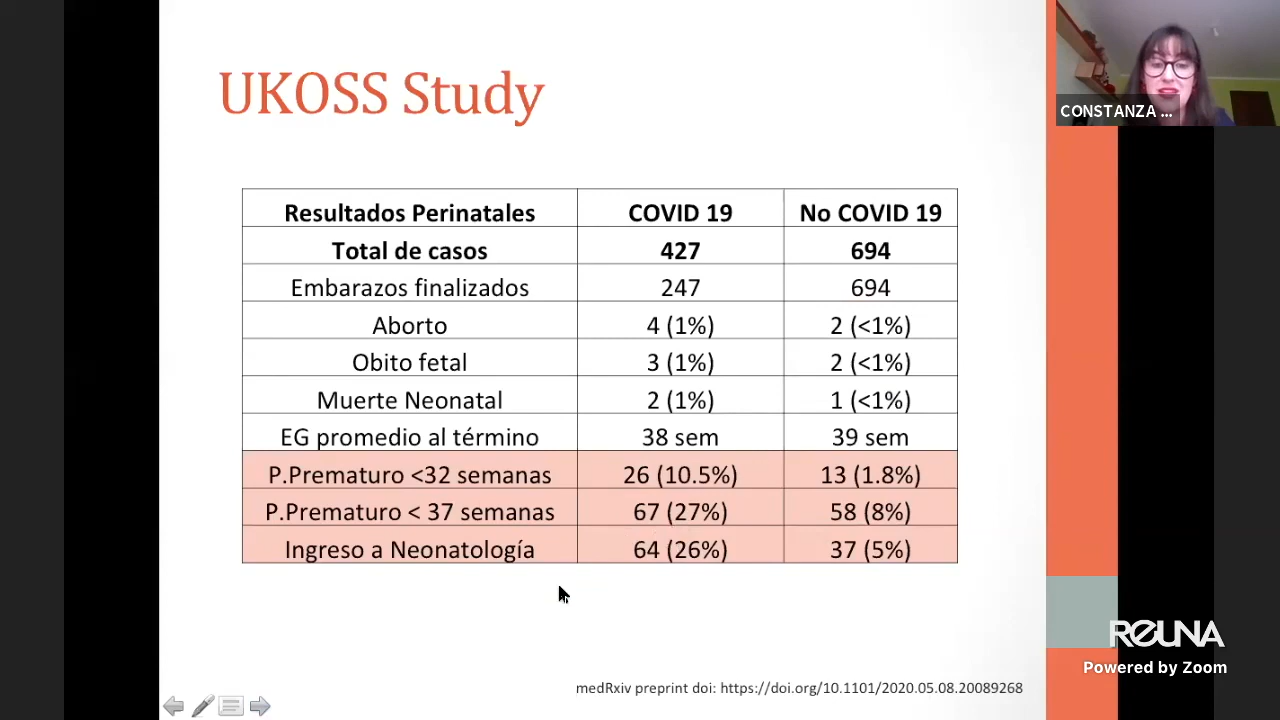 UKOSS Study
CONSTANZA ...
Resultados Perinatales COVID 19 No COVID 19
Total de casos 427 694
Embarazos finalizados 247 694
Aborto 4 (1%) 2 (<1%)
Obito fetal 3 (1%) 2 (<1%)
Muerte Neonatal 2 (1%) 1 (<1%)
EG promedio al término 38 sem 39 sem
P.Prematuro <32 semanas 26 (10.5%) 13 (1.8%)
P.Prematuro < 37 semanas 67 (27%) 58 (8%)
Ingreso a Neonatología 64 (26%) 37 (5%)
REUNA
Powered by Zoom
medRxiv preprint doi: https://doi.org/10.1101/2020.05.08.20089268